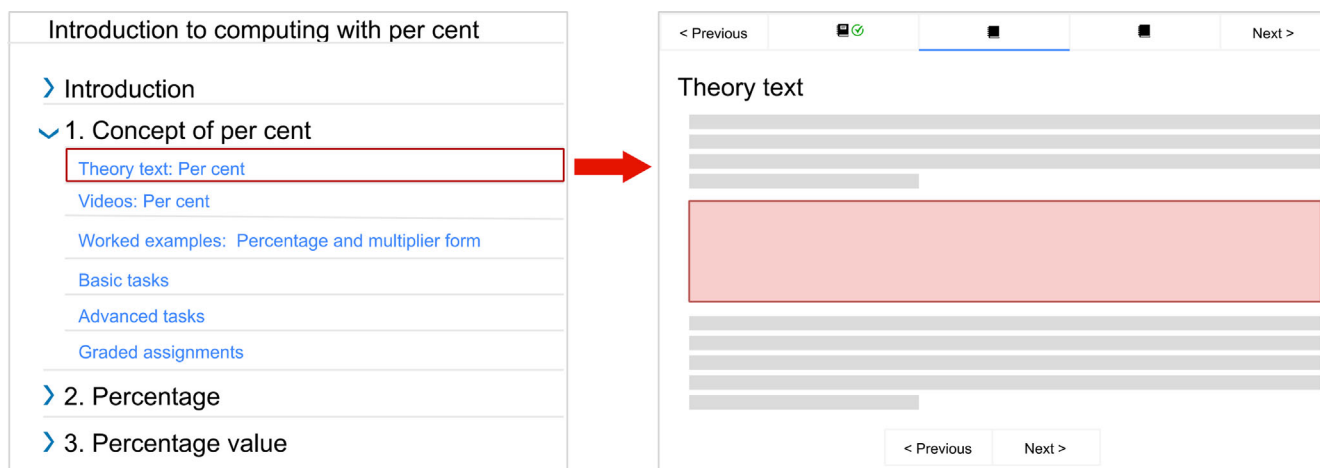 Introduction to computing with per cent
Introduction
1. Concept of per cent
Theory text: Per cent
Videos: Per cent
Worked examples: Percentage and multiplier form
Basic tasks
Advanced tasks
Graded assignments
2. Percentage
3. Percentage value
< Previous
Next >
Theory text
< Previous
Next >